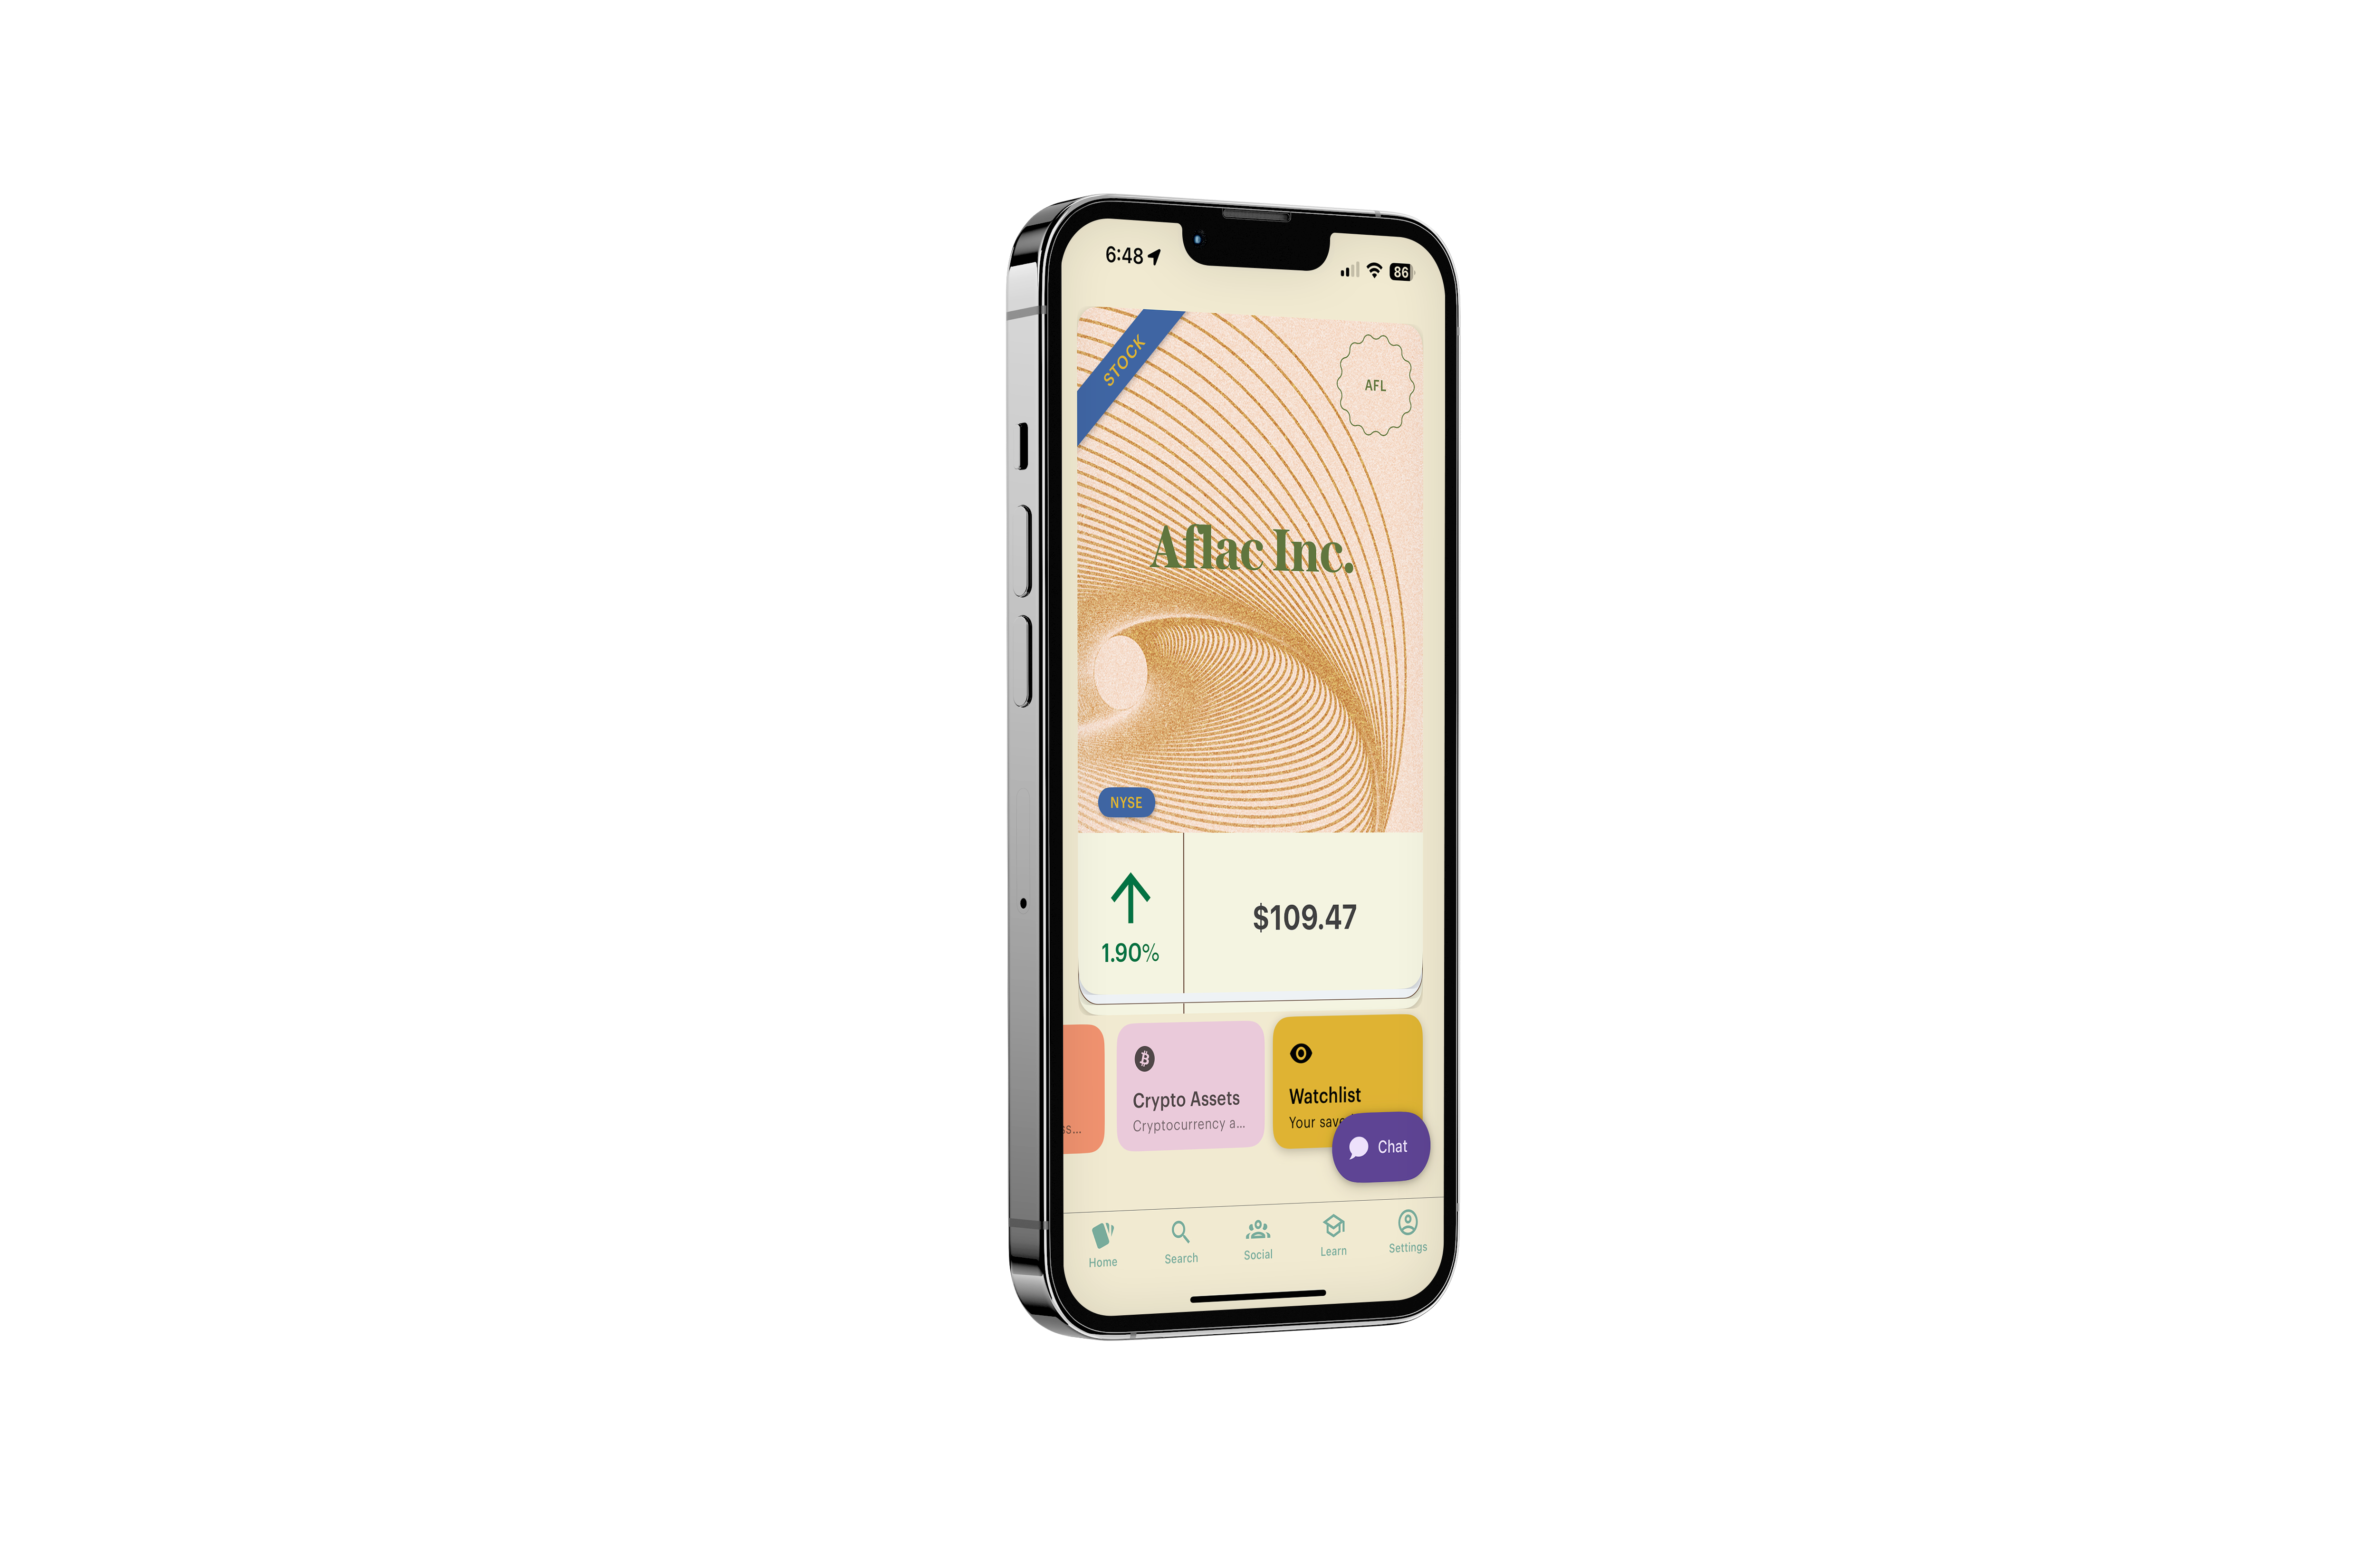 6:48
86
STOCK
AFL
Aflac Inc.
NYSE
1.90%
$109.47
Crypto Assets
Cryptocurrency a...
Watchlist
Your save
Chat
Home
Search
Social
Learn
Settings